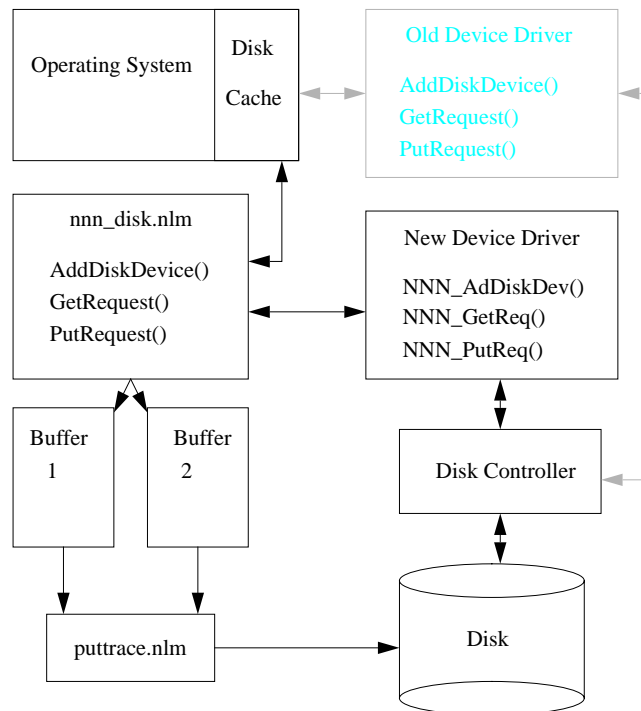 Operating System
Disk
Cache
Old Device Driver
AddDiskDevice()
GetRequest()
PutRequest()
nnn_disk.nlm
AddDiskDevice()
GetRequest()
PutRequest()
New Device Driver
NNN_AdDiskDev()
NNN_GetReq()
NNN_PutReq()
Buffer
1
Buffer
2
Disk Controller
puttrace.nlm
Disk